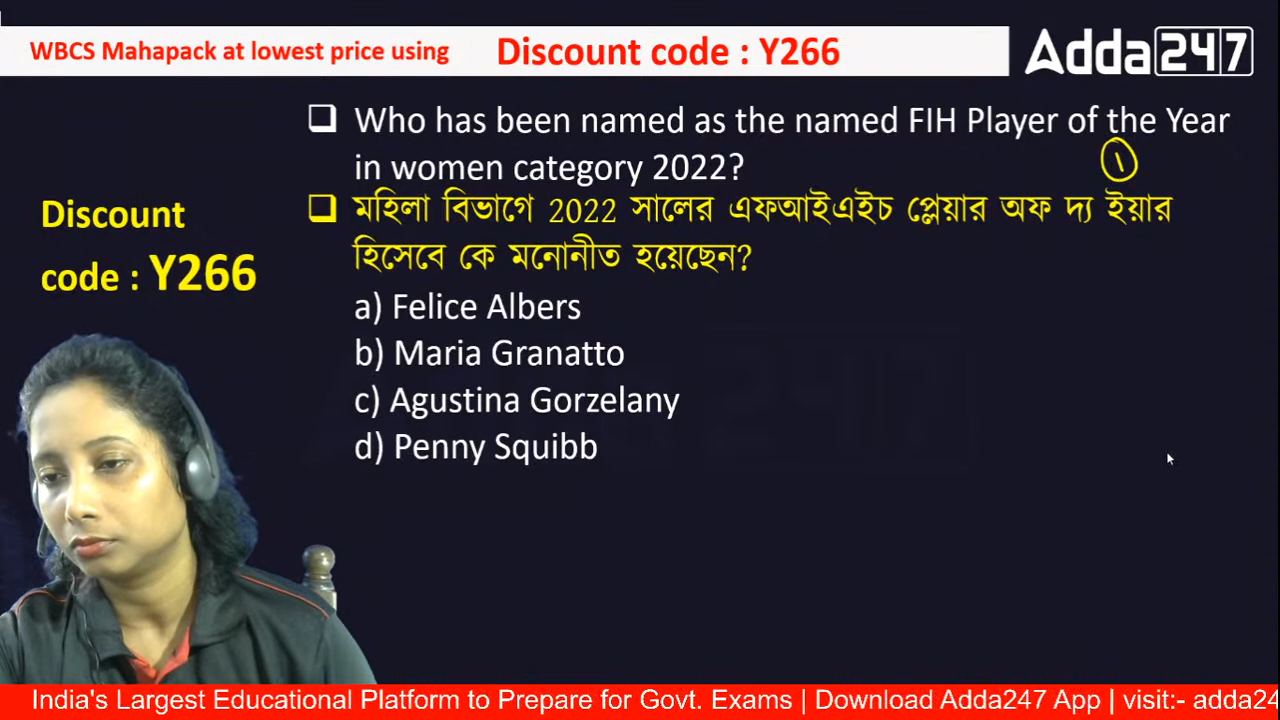 WBCS Mahapack at lowest price using Discount code : Y266
Adda247
Who has been named as the named FIH Player of the Year
in women category 2022?
১
Discount
code : Y266
মহিলা বিভাগে 2022 সালের এফআইএইচ প্লেয়ার অফ দ্য ইয়ার
হিসেবে কে মনোনীত হয়েছেন?
a) Felice Albers
b) Maria Granatto
c) Agustina Gorzelany
d) Penny Squibb
India's Largest Educational Platform to Prepare for Govt. Exams | Download Adda247 App | visit:- adda24